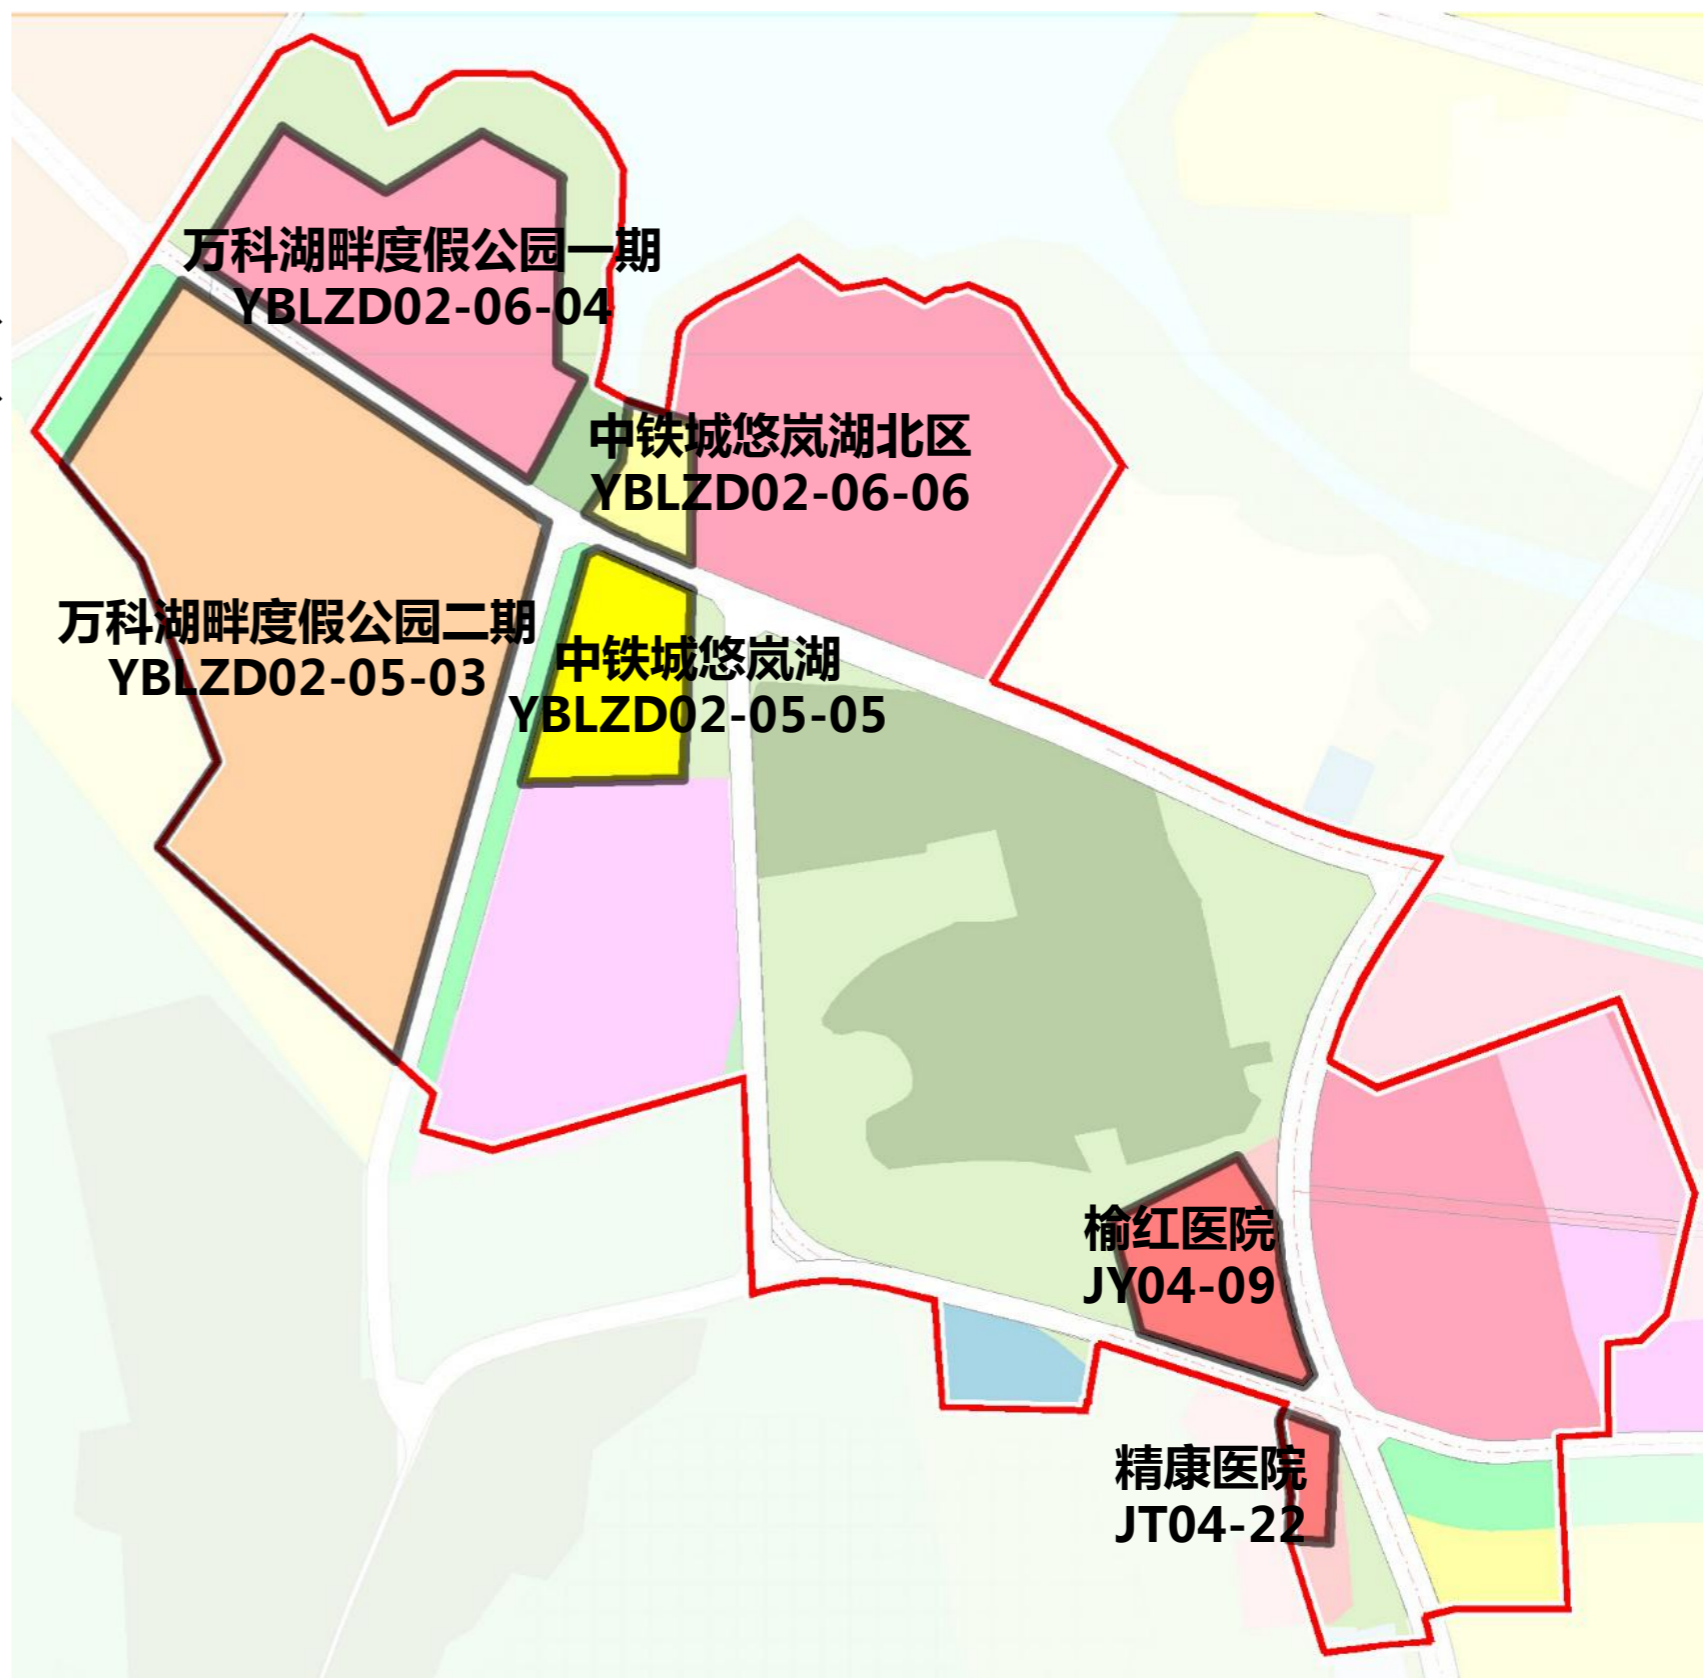 万科湖畔度假公园一期
YBLZD02-06-04
中铁城悠岚湖北区
YBLZD02-06-06
万科湖畔度假公园二期
YBLZD02-05-03
中铁城悠岚湖
YBLZD02-05-05
榆红医院
JY04-09
精康医院
JT04-22